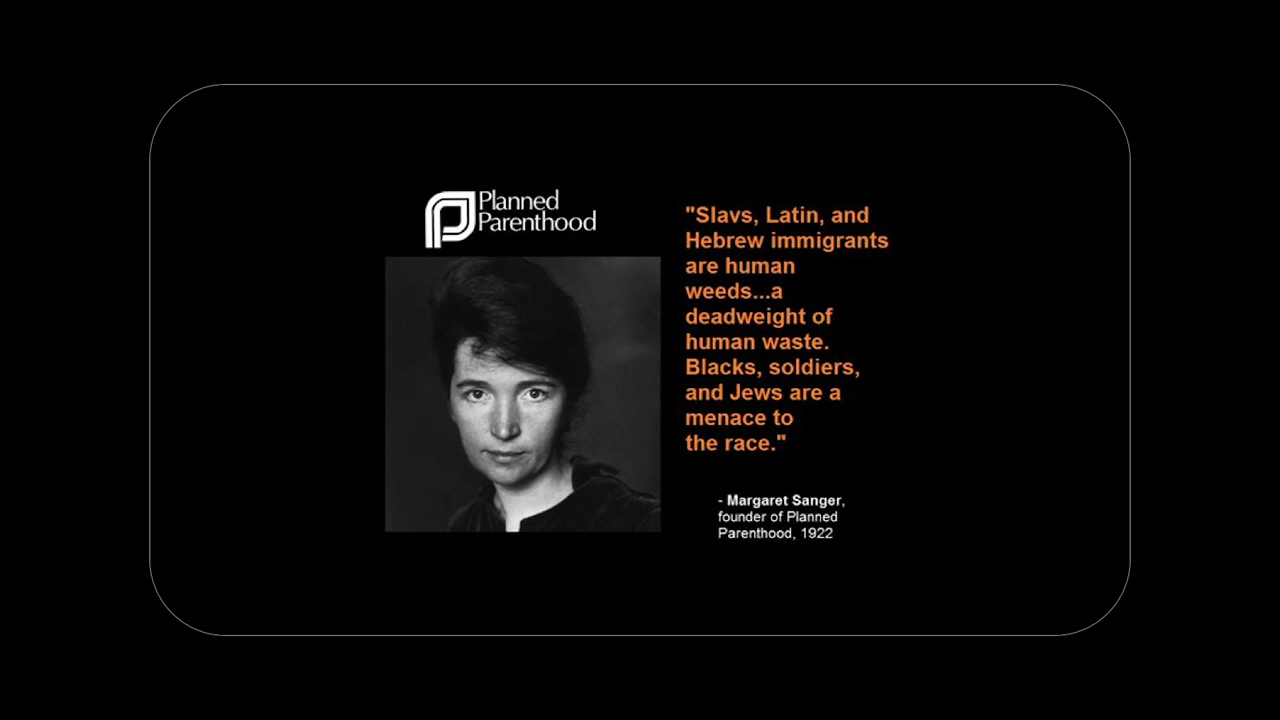 Planned
Parenthood
"Slavs, Latin, and
Hebrew immigrants
are human
weeds...a
deadweight of
human waste.
Blacks, soldiers,
and Jews are a
menace to
the race."
- Margaret Sanger,
founder of Planned
Parenthood, 1922